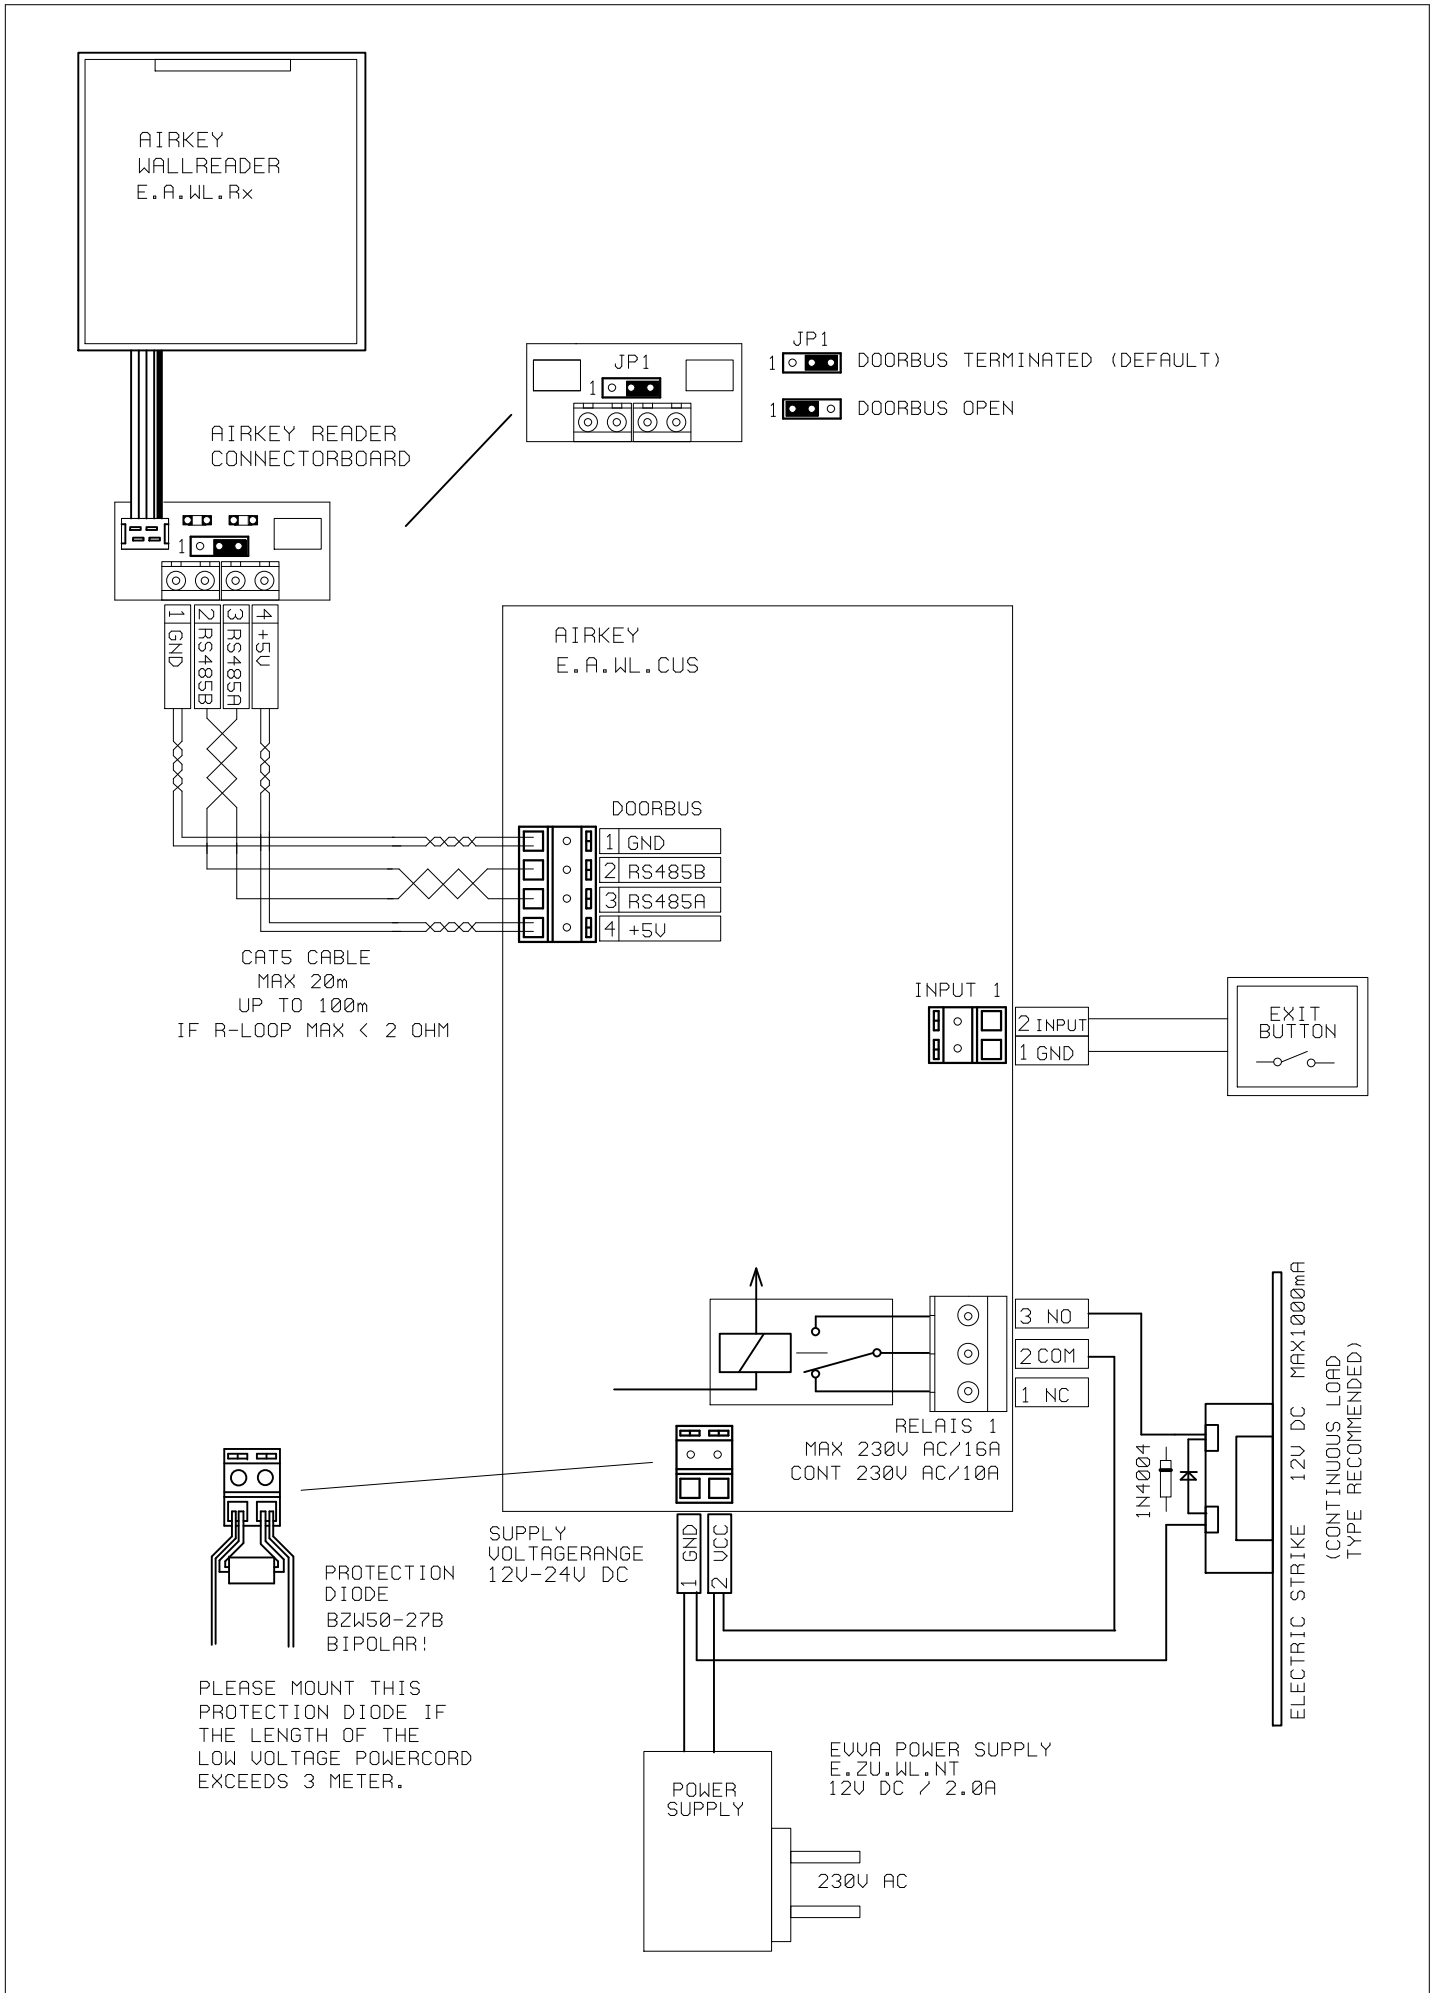 AIRKEY
WALLREADER
E.A.WL.Rx
JP1
1
JP1
1
DOORBUS TERMINATED (DEFAULT)
1
DOORBUS OPEN
AIRKEY READER
CONNECTORBOARD
1
1 GND
2 RS485B
3 RS485A
4 +5V
AIRKEY
E.A.WL.CUS
DOORBUS
1 GND
2 RS485B
3 RS485A
4 +5V
CAT5 CABLE
MAX 20m
UP TO 100m
IF R-LOOP MAX < 2 OHM
INPUT 1
2 INPUT
1 GND
EXIT
BUTTON
3 NO
2 COM
1 NC
RELAIS 1
MAX 230V AC/16A
CONT 230V AC/10A
1N4004
ELECTRIC STRIKE 12V DC MAX1000mA
(CONTINUOUS LOAD
TYPE RECOMMENDED)
SUPPLY
VOLTAGERANGE
12V-24V DC
1 GND
2 VCC
PROTECTION
DIODE
BZW50-27B
BIPOLAR!
PLEASE MOUNT THIS
PROTECTION DIODE IF
THE LENGTH OF THE
LOW VOLTAGE POWERCORD
EXCEEDS 3 METER.
POWER
SUPPLY
EVVA POWER SUPPLY
E.ZU.WL.NT
12V DC / 2.0A
230V AC